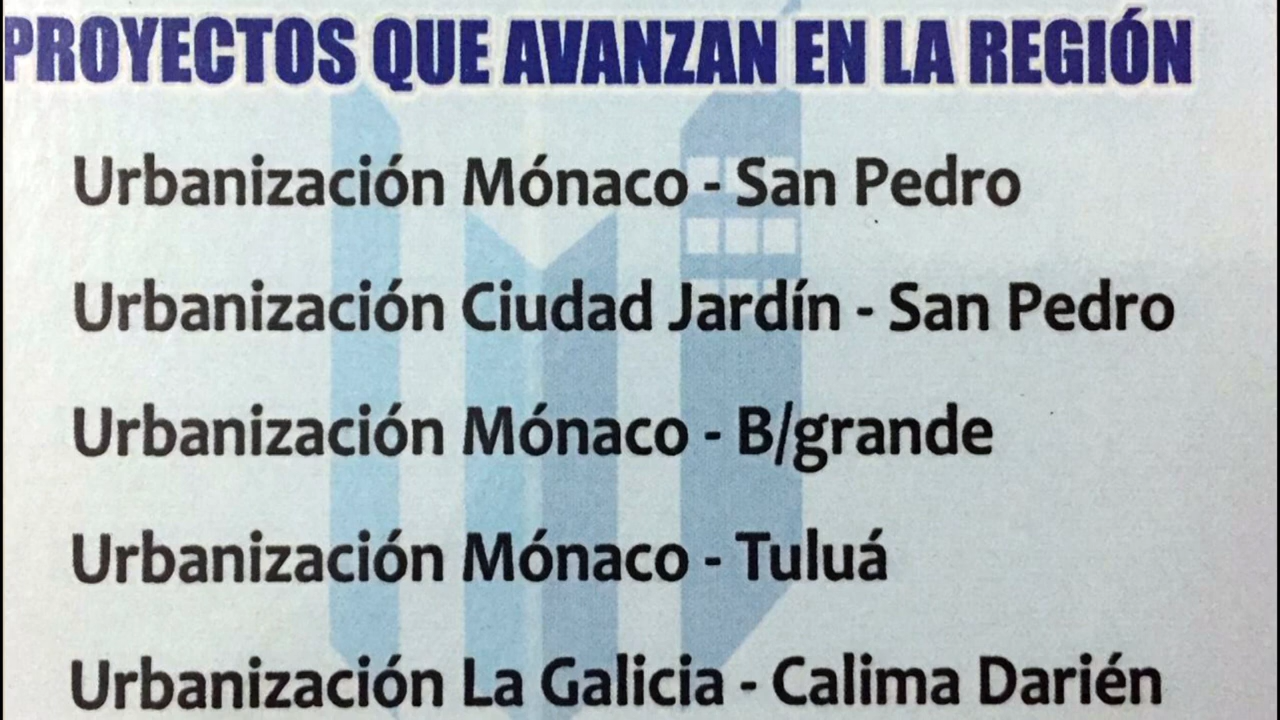 PROYECTOS QUE AVANZAN EN LA REGIÓN
Urbanización Mónaco - San Pedro
Urbanización Ciudad Jardín - San Pedro
Urbanización Mónaco - B/grande
Urbanización Mónaco - Tuluá
Urbanización La Galicia - Calima Darién